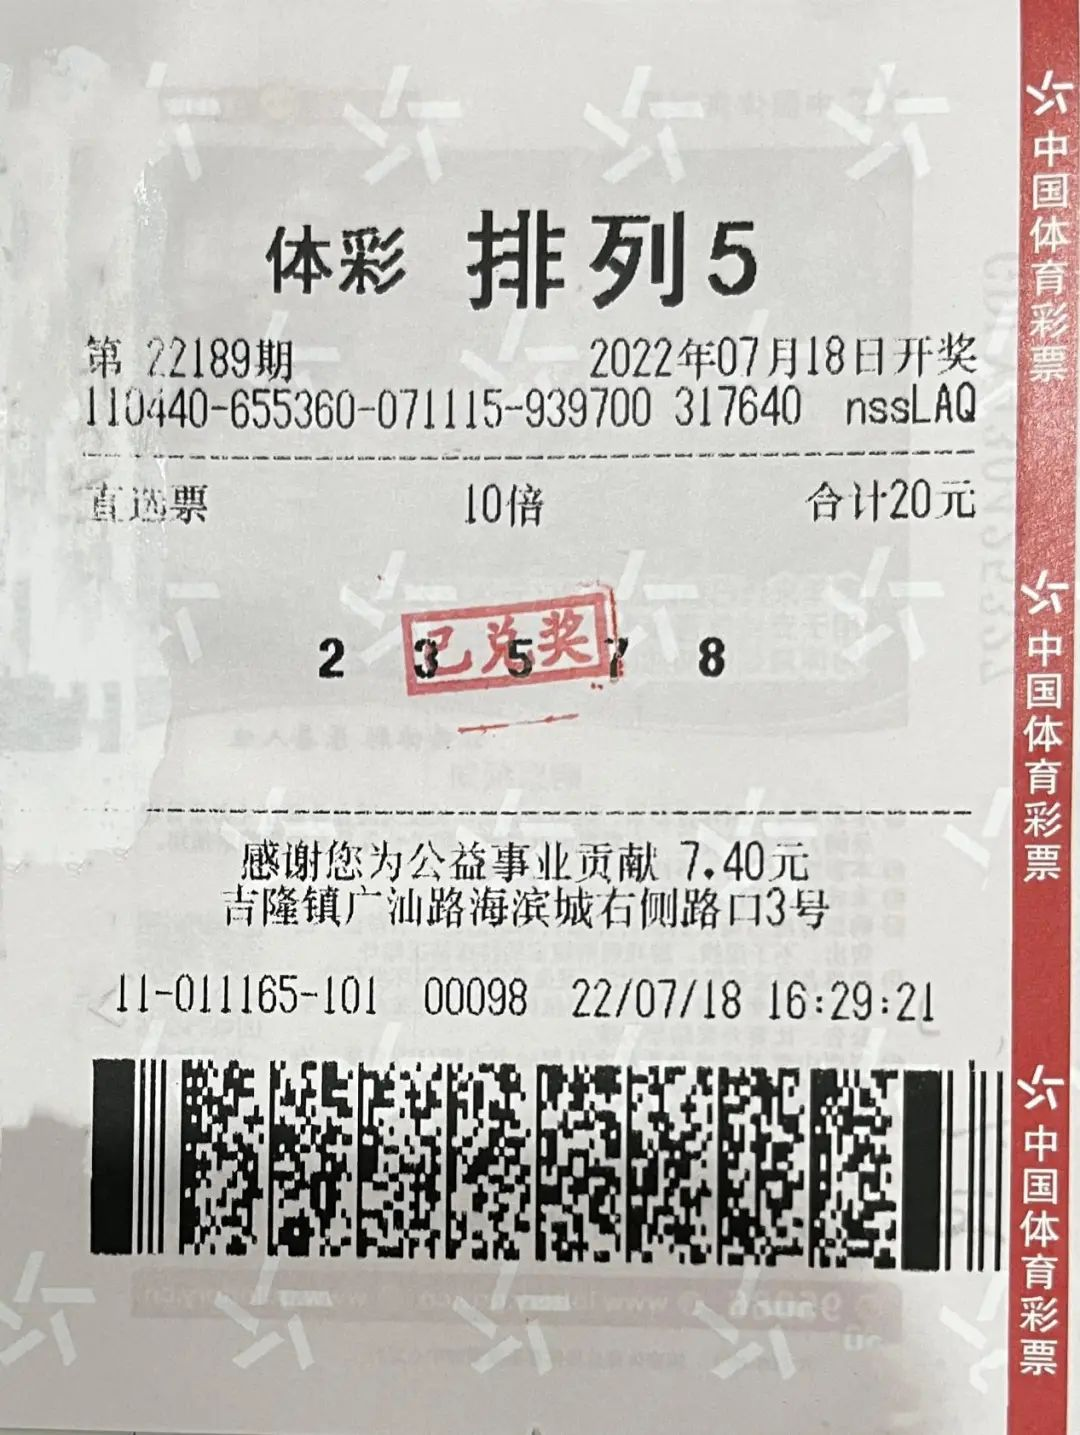 体彩 排列5
第 22189期 2022年07月18日开奖
110440-655360-071115-939700 317640 nssLAQ
直选票 10倍 合计20元
2 3 5 7 8
已兑奖
感谢您为公益事业贡献 7.40元
吉隆镇广汕路海滨城右侧路口3号
11-011165-101 00098 22/07/18 16:29:21
中国体育彩票
中国体育彩票
中国体育彩票